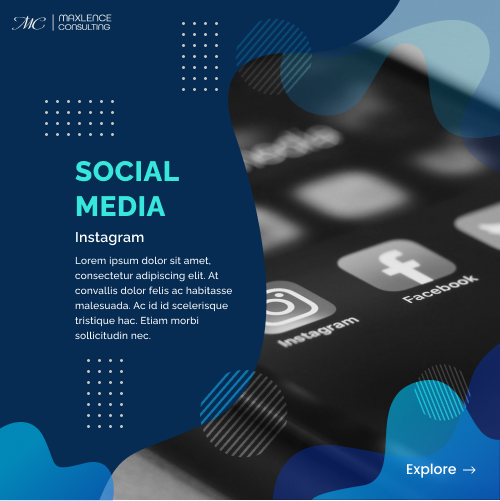 MC
MAXLENCE
CONSULTING
media
SOCIAL
MEDIA
Instagram
Lorem ipsum dolor sit amet,
consectetur adipiscing elit. At
convallis dolor felis ac habitasse
malesuada. Ac id id scelerisque
tristique hac. Etiam morbi
sollicitudin nec.
Facebook
Instagram
Explore →